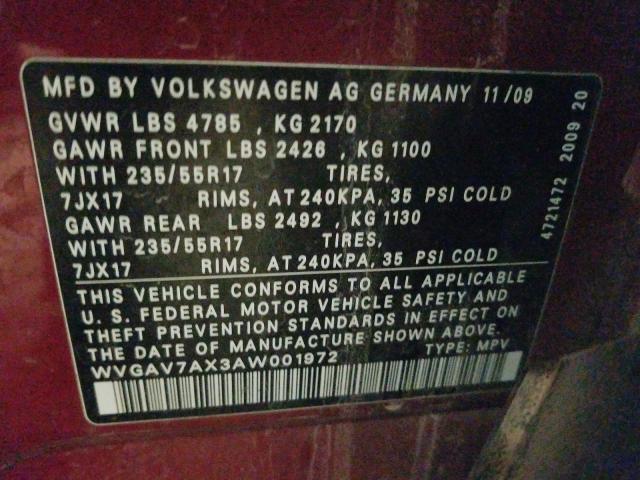 MFD BY VOLKSWAGEN AG GERMANY 11/09
GVWR LBS 4785 , KG 2170
GAWR FRONT LBS 2426 , KG 1100
WITH 235/55R17 TIRES,
7JX17 RIMS, AT 240KPA, 35 PSI COLD
GAWR REAR LBS 2492 , KG 1130
WITH 235/55R17 TIRES,
7JX17 RIMS, AT 240KPA, 35 PSI COLD
THIS VEHICLE CONFORMS TO ALL APPLICABLE
U. S. FEDERAL MOTOR VEHICLE SAFETY AND
THEFT PREVENTION STANDARDS IN EFFECT ON
THE DATE OF MANUFACTURE SHOWN ABOVE.
WVGAV7AX3AW001972 TYPE: MPV
4721472 2009 20